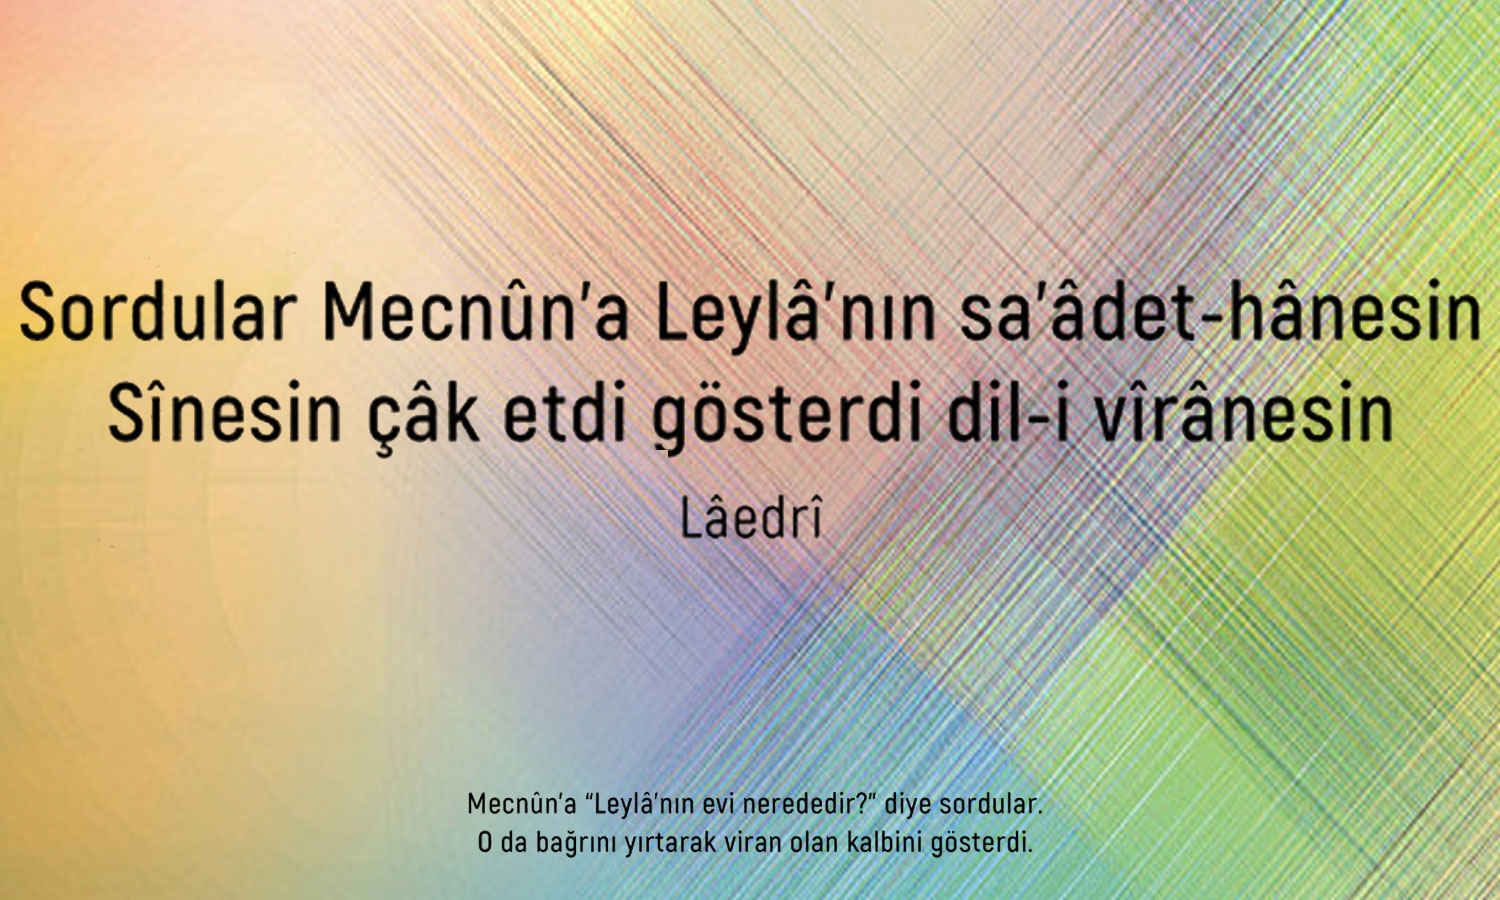 Sordular Mecnûn'a Leylâ'nın sa'âdet-hânesin
Sînesin çâk etdi gösterdi dil-i vîrânesin
Lâedrî
Mecnûn'a “Leylâ'nın evi nerededir?” diye sordular.
O da bağrını yırtarak viran olan kalbini gösterdi.